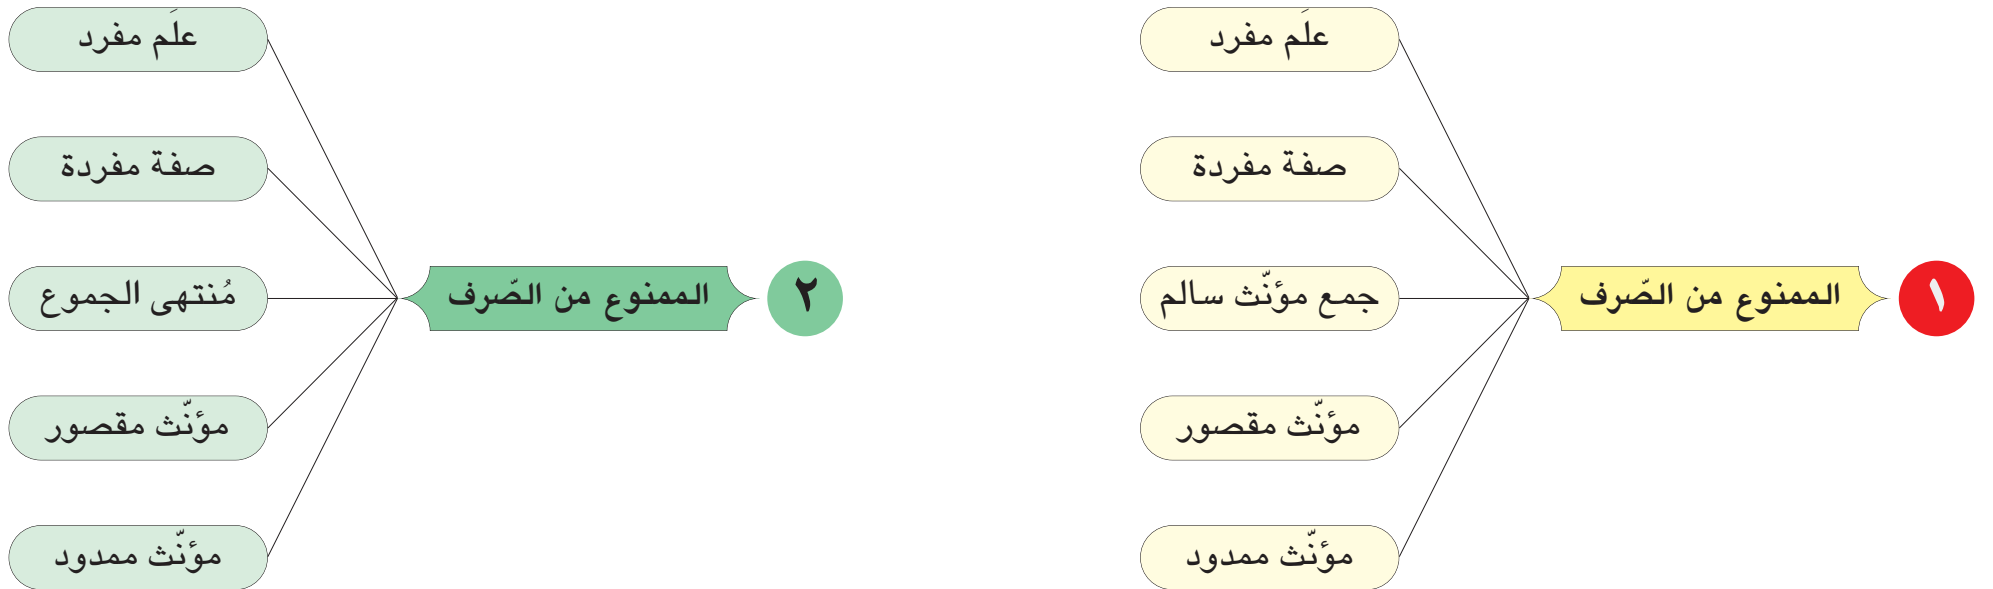 ١
الممنوع من الصّرف
علَم مفرد
صفة مفردة
جمع مؤنّث سالم
مؤنّث مقصور
مؤنّث ممدود
٢
الممنوع من الصّرف
علَم مفرد
صفة مفردة
مُنتهى الجموع
مؤنّث مقصور
مؤنّث ممدود